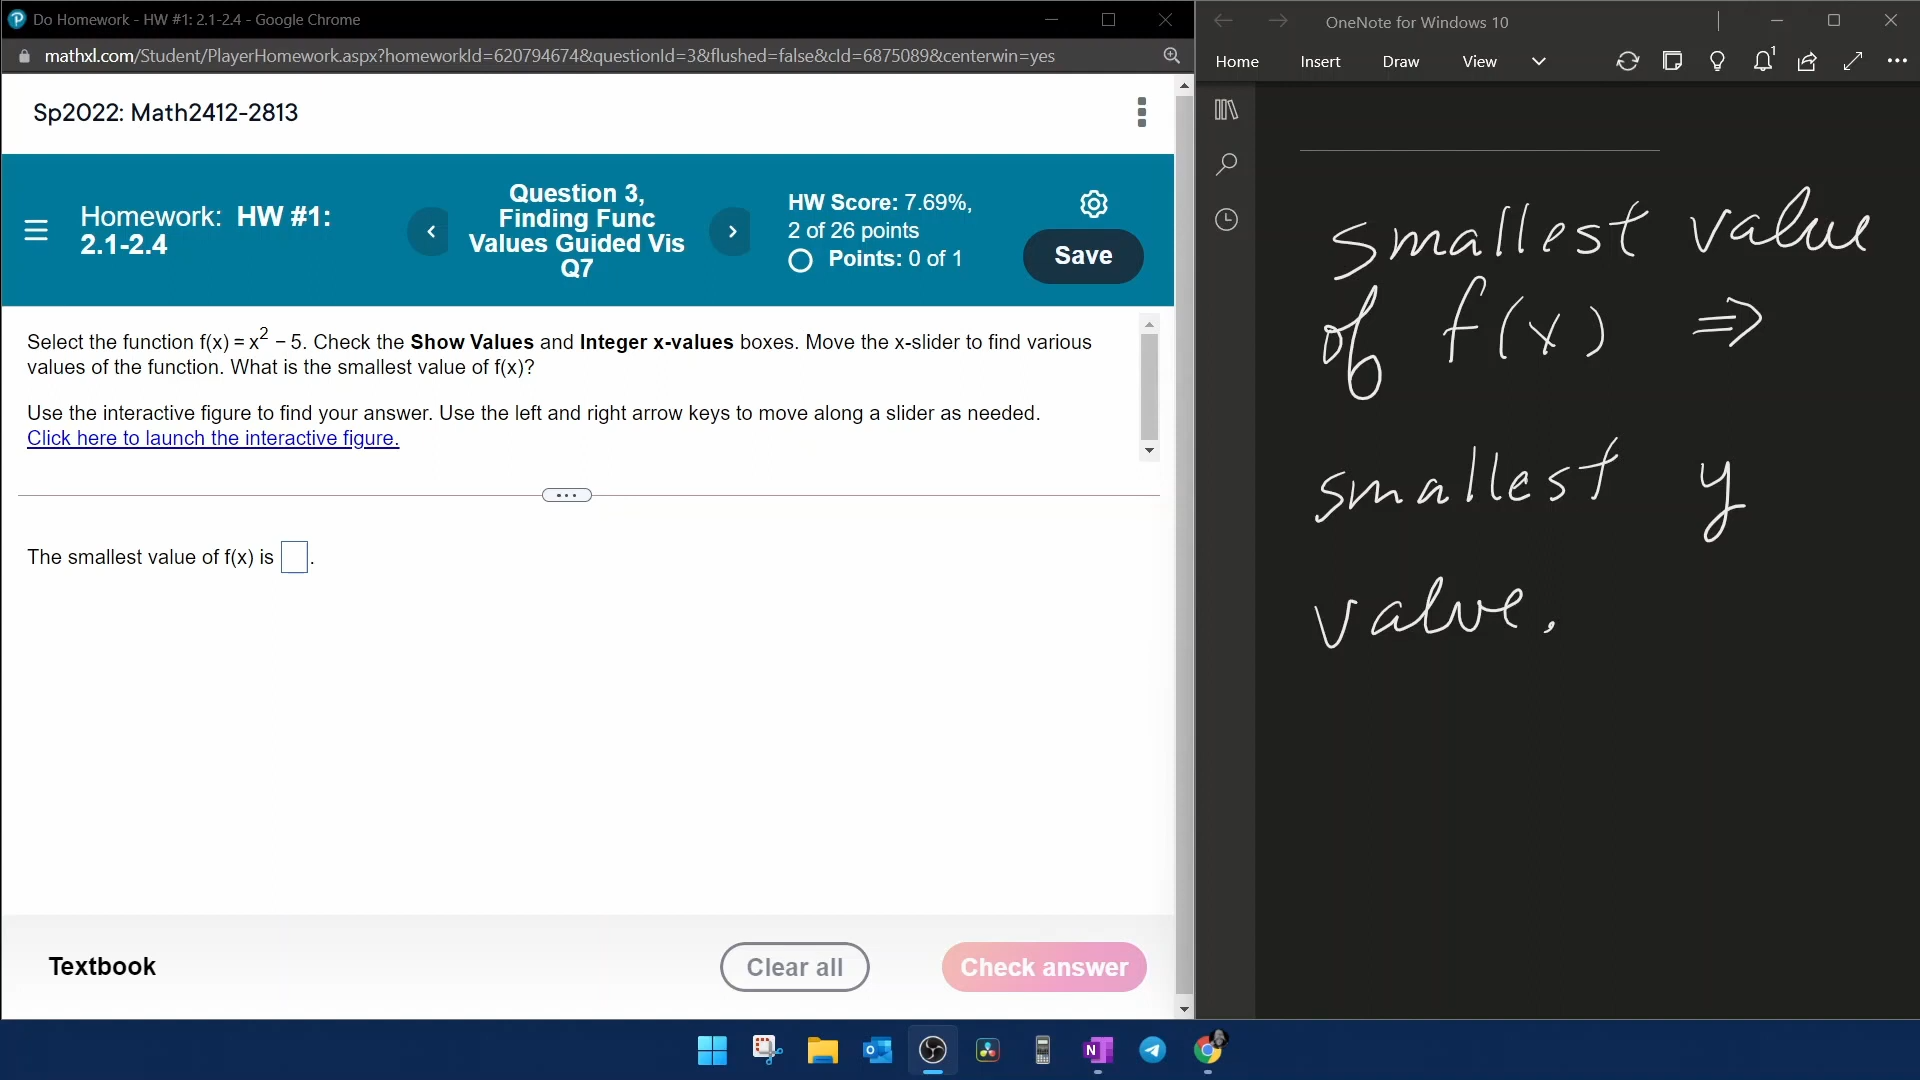 Do Homework - HW #1: 2.1-2.4 - Google Chrome
mathxl.com/Student/PlayerHomework.aspx?homeworkId=620794674&questionId=3&flushed=false&cId=6875089&centerwin=yes
Sp2022: Math2412-2813
Homework: HW #1:
2.1-2.4
Question 3,
Finding Func
Values Guided Vis
Q7
HW Score: 7.69%,
2 of 26 points
Points: 0 of 1
Save
Select the function f(x) = x² − 5. Check the Show Values and Integer x-values boxes. Move the x-slider to find various
values of the function. What is the smallest value of f(x)?
Use the interactive figure to find your answer. Use the left and right arrow keys to move along a slider as needed.
Click here to launch the interactive figure.
The smallest value of f(x) is .
Textbook
Clear all
Check answer
OneNote for Windows 10
Home Insert Draw View
1
smallest value
of f(x) ⇒
smallest y
value.